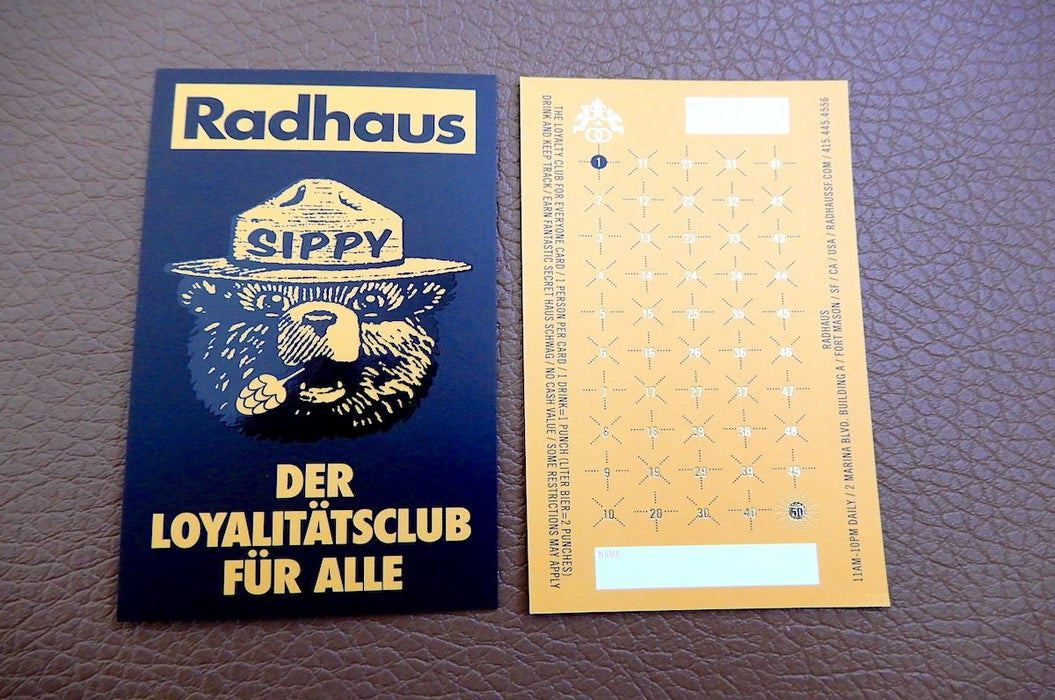 Radhaus
SIPPY
DER
LOYALITÄTSCLUB
FÜR ALLE
THE LOYALTY CLUB FOR EVERYONE CARD / 1 PERSON PER CARD / 1 DRINK=1 PUNCH (LITER BIER=2 PUNCHES)
DRINK AND KEEP TRACK / EARN FANTASTIC SECRET HAUS SCHWAG / NO CASH VALUE / SOME RESTRICTIONS MAY APPLY
1 11 21 31 41
2 12 22 32 42
3 13 23 33 43
4 14 24 34 44
5 15 25 35 45
6 16 26 36 46
7 17 27 37 47
8 18 28 38 48
9 19 29 39 49
10 20 30 40 50
NAME
RADHAUS
11AM-10PM DAILY / 2 MARINA BLVD. BUILDING A / FORT MASON / SF / CA / USA / RADHAUSSF.COM / 415.445.4556